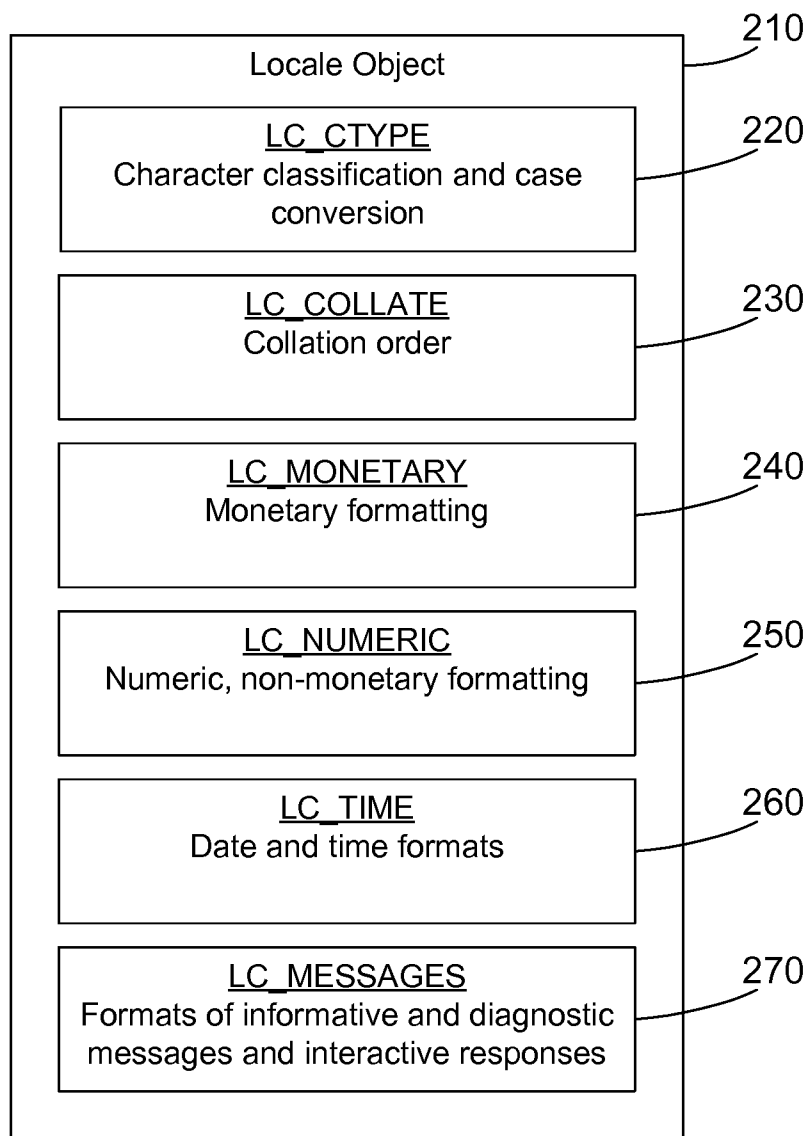 210
Locale Object
LC_CTYPE
220
Character classification and case
conversion
LC_COLLATE
230
Collation order
LC_MONETARY
240
Monetary formatting
LC_NUMERIC
250
Numeric, non-monetary formatting
LC_TIME
260
Date and time formats
LC_MESSAGES
270
Formats of informative and diagnostic
messages and interactive responses